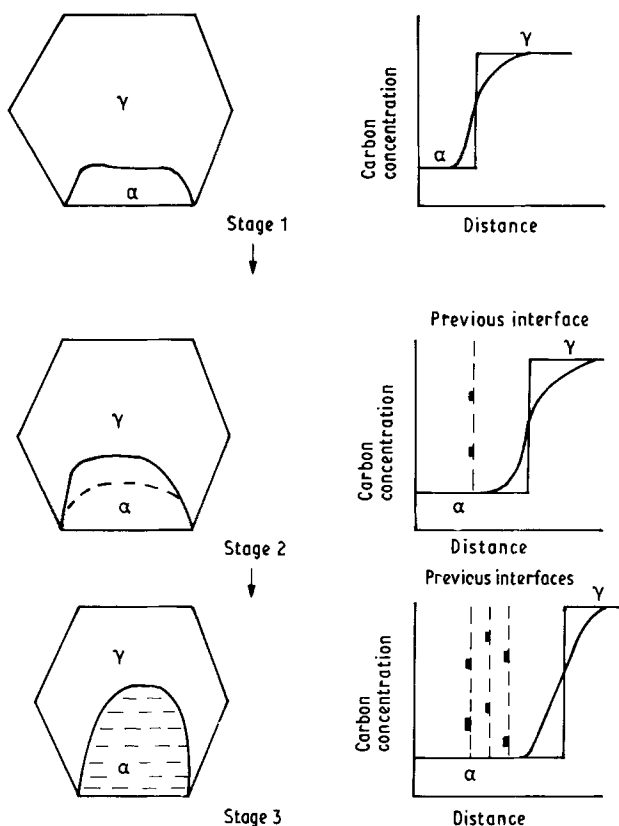 γ
α
Stage 1
γ
α
Carbon
concentration
Distance
γ
α
Stage 2
Previous interface
γ
α
Carbon
concentration
Distance
γ
α
Stage 3
Previous interfaces
γ
α
Carbon
concentration
Distance